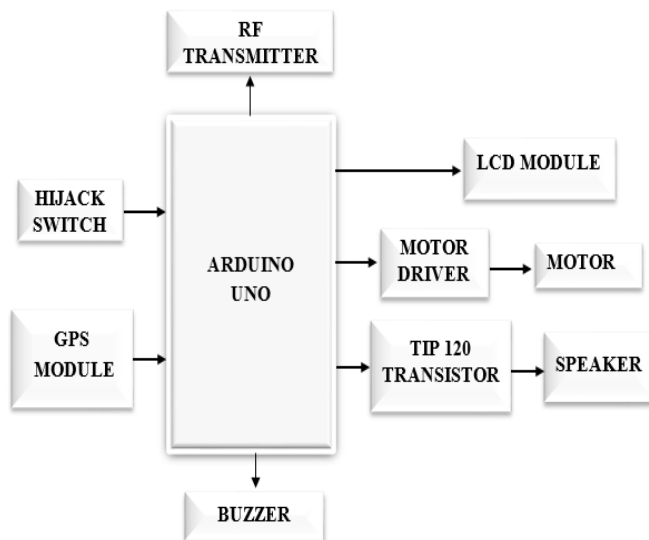 RF
TRANSMITTER
LCD MODULE
HIJACK
SWITCH
ARDUINO
UNO
MOTOR
DRIVER
MOTOR
GPS
MODULE
TIP 120
TRANSISTOR
SPEAKER
BUZZER